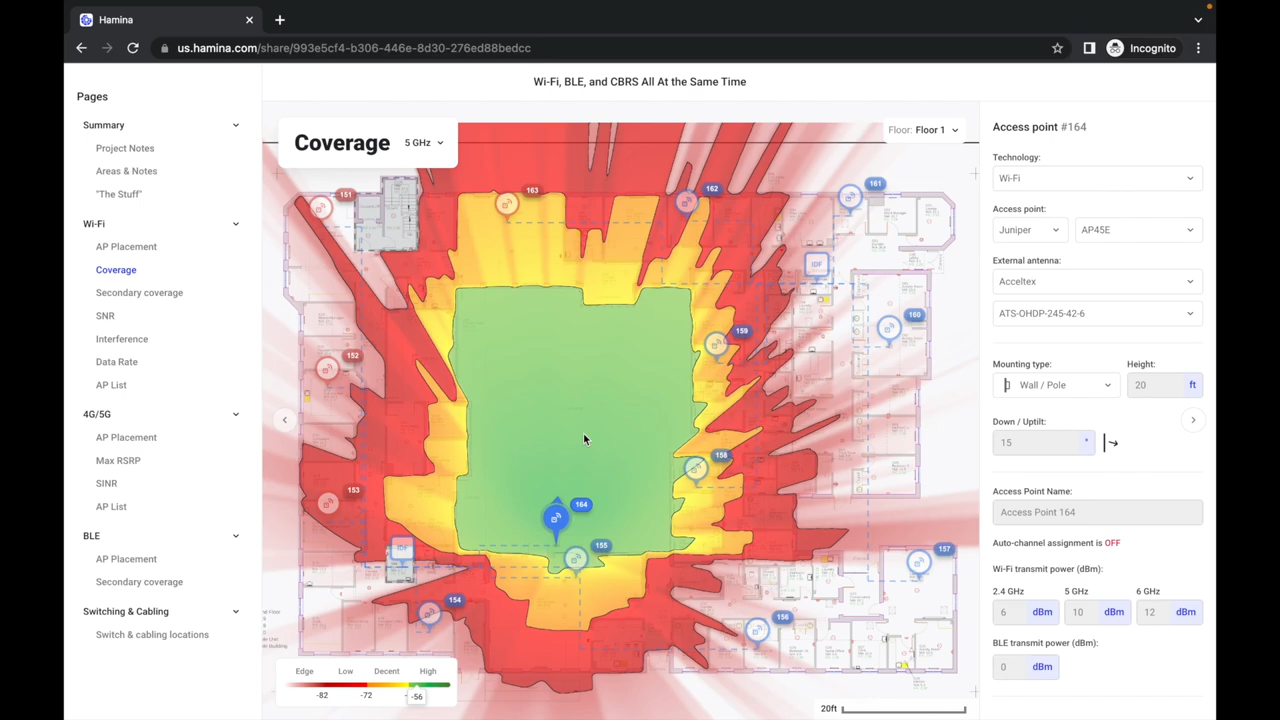 Hamina
us.hamina.com/share/993e5cf4-b306-446e-8d30-276ed88bedcc
Incognito
Wi-Fi, BLE, and CBRS All At the Same Time
Pages
Summary
Project Notes
Areas & Notes
"The Stuff"
Wi-Fi
AP Placement
Coverage
Secondary coverage
SNR
Interference
Data Rate
AP List
4G/5G
AP Placement
Max RSRP
SINR
AP List
BLE
AP Placement
Secondary coverage
Switching & Cabling
Switch & cabling locations
Coverage 5 GHz
Floor: Floor 1
151
163
162
161
IDF
160
159
152
158
153
164
155
IDF
157
154
156
Edge Low Decent High
-82 -72 -56
20ft
Access point #164
Technology:
Wi-Fi
Access point:
Juniper AP45E
External antenna:
Acceltex
ATS-OHDP-245-42-6
Mounting type: Height:
Wall / Pole 20 ft
Down / Uptilt:
15 °
Access Point Name:
Access Point 164
Auto-channel assignment is OFF
Wi-Fi transmit power (dBm):
2.4 GHz 5 GHz 6 GHz
6 dBm 10 dBm 12 dBm
BLE transmit power (dBm):
0 dBm